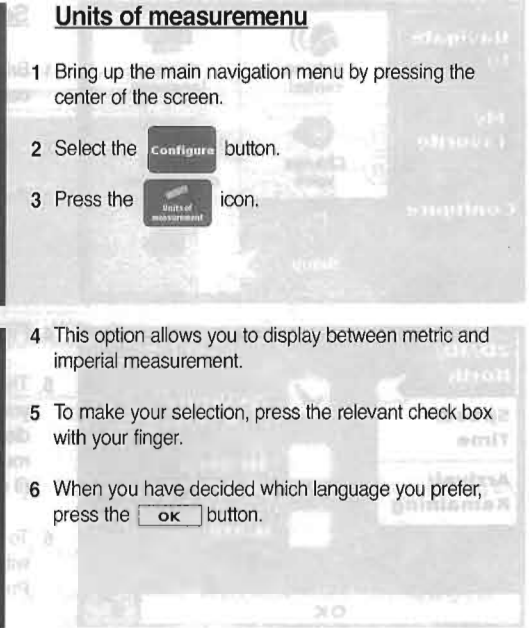 Units of measuremenu
1 Bring up the main navigation menu by pressing the
center of the screen.
2 Select the Configure button.
3 Press the Units of measurement icon.
4 This option allows you to display between metric and
imperial measurement.
5 To make your selection, press the relevant check box
with your finger.
6 When you have decided which language you prefer,
press the OK button.